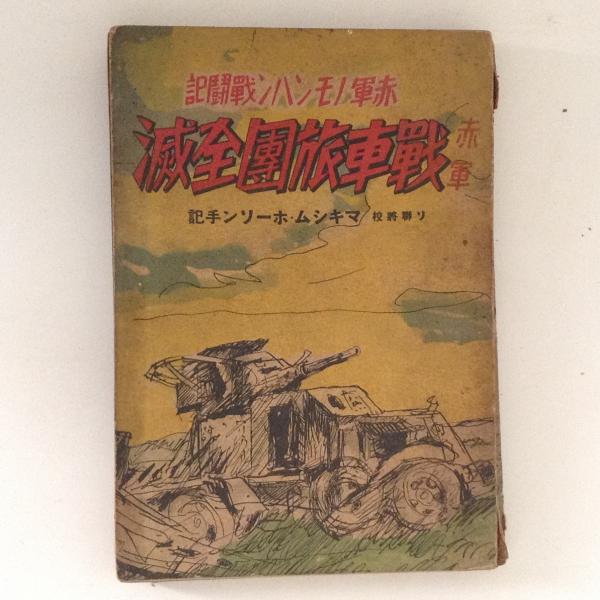 赤軍ノモンハン戰鬪記
赤軍
戰車旅團全滅
ソ聯將校 マキシム・ホーソン手記